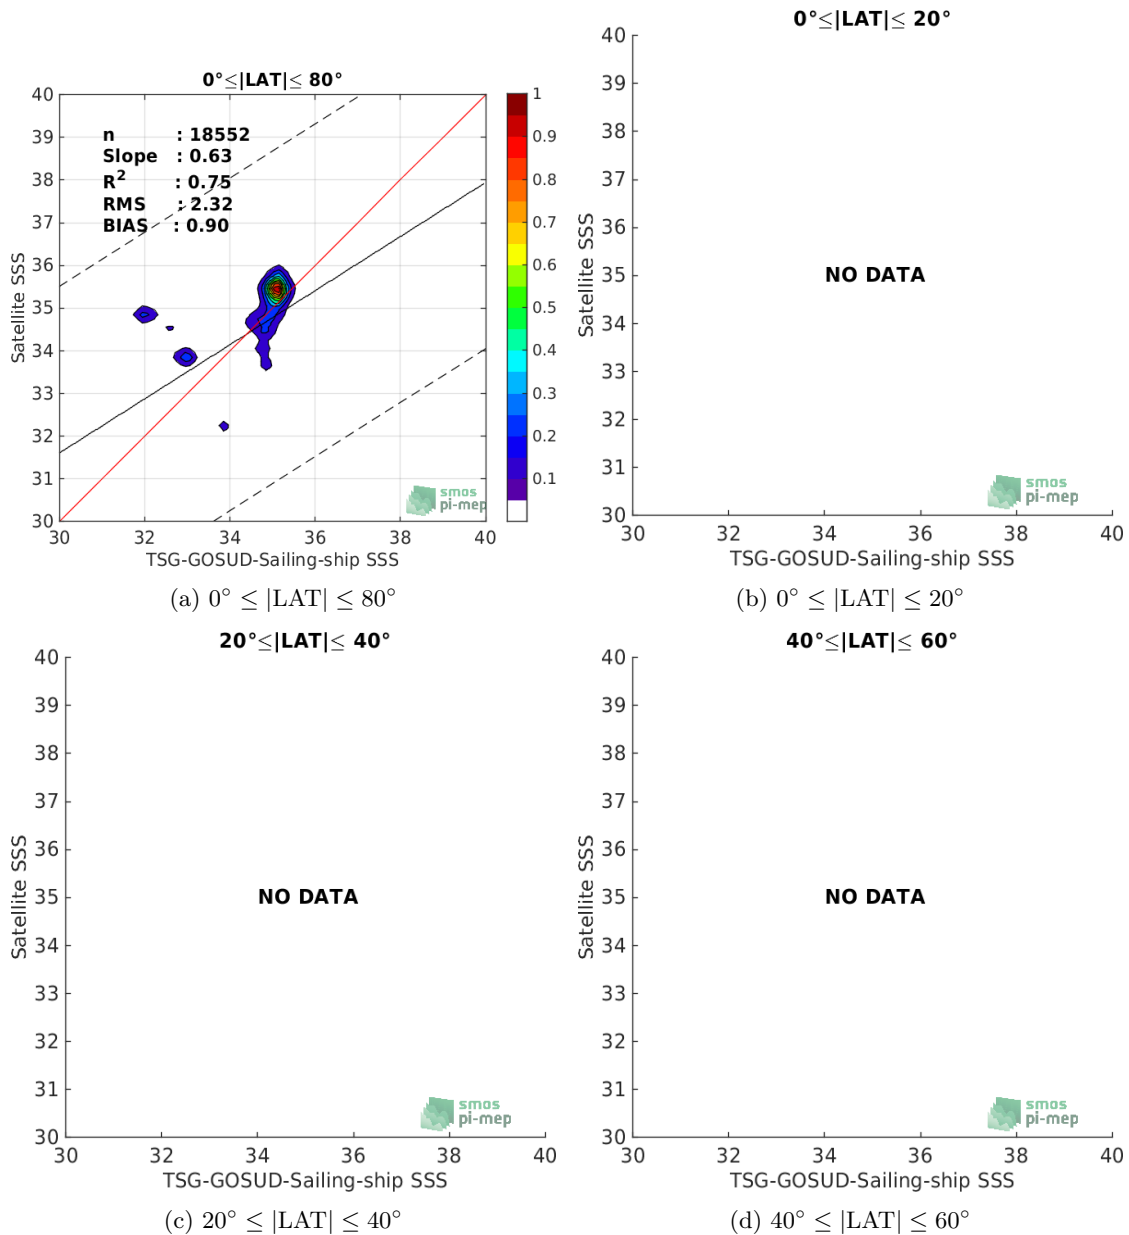 0°≤|LAT|≤ 80°
40
39
38
37
36
35
34
33
32
31
30
Satellite SSS
n : 18552
Slope : 0.63
R² : 0.75
RMS : 2.32
BIAS : 0.90
1
0.9
0.8
0.7
0.6
0.5
0.4
0.3
0.2
0.1
smos
pi-mep
30 32 34 36 38 40
TSG-GOSUD-Sailing-ship SSS
(a) 0° ≤ |LAT| ≤ 80°
0°≤|LAT|≤ 20°
40
39
38
37
36
35
34
33
32
31
30
Satellite SSS
NO DATA
smos
pi-mep
30 32 34 36 38 40
TSG-GOSUD-Sailing-ship SSS
(b) 0° ≤ |LAT| ≤ 20°
20°≤|LAT|≤ 40°
40
39
38
37
36
35
34
33
32
31
30
Satellite SSS
NO DATA
smos
pi-mep
30 32 34 36 38 40
TSG-GOSUD-Sailing-ship SSS
(c) 20° ≤ |LAT| ≤ 40°
40°≤|LAT|≤ 60°
40
39
38
37
36
35
34
33
32
31
30
Satellite SSS
NO DATA
smos
pi-mep
30 32 34 36 38 40
TSG-GOSUD-Sailing-ship SSS
(d) 40° ≤ |LAT| ≤ 60°